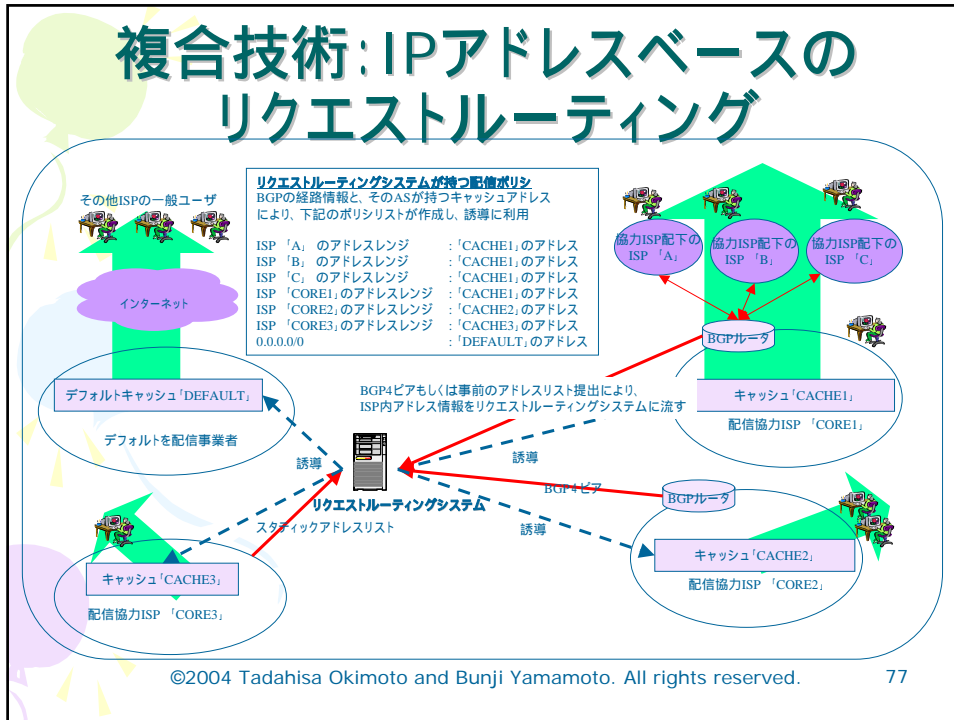 複合技術:IPアドレスベースの
リクエストルーティング
その他ISPの一般ユーザ
インターネット
デフォルトキャッシュ「DEFAULT」
デフォルトを配信事業者
リクエストルーティングシステムが持つ配信ポリシ
BGPの経路情報と、そのASが持つキャッシュアドレス
により、下記のポリシリストが作成し、誘導に利用
ISP 「A」 のアドレスレンジ :「CACHE1」のアドレス
ISP 「B」 のアドレスレンジ :「CACHE1」のアドレス
ISP 「C」 のアドレスレンジ :「CACHE1」のアドレス
ISP 「CORE1」のアドレスレンジ :「CACHE1」のアドレス
ISP 「CORE2」のアドレスレンジ :「CACHE2」のアドレス
ISP 「CORE3」のアドレスレンジ :「CACHE3」のアドレス
0.0.0.0/0 :「DEFAULT」のアドレス
協力ISP配下の
ISP 「A」
協力ISP配下の
ISP 「B」
協力ISP配下の
ISP 「C」
BGPルータ
キャッシュ「CACHE1」
配信協力ISP 「CORE1」
BGP4ピアもしくは事前のアドレスリスト提出により、
ISP内アドレス情報をリクエストルーティングシステムに流す
誘導
誘導
BGP4ピア
BGPルータ
リクエストルーティングシステム
スタティックアドレスリスト
誘導
キャッシュ「CACHE2」
配信協力ISP 「CORE2」
キャッシュ「CACHE3」
配信協力ISP 「CORE3」
©2004 Tadahisa Okimoto and Bunji Yamamoto. All rights reserved.
77